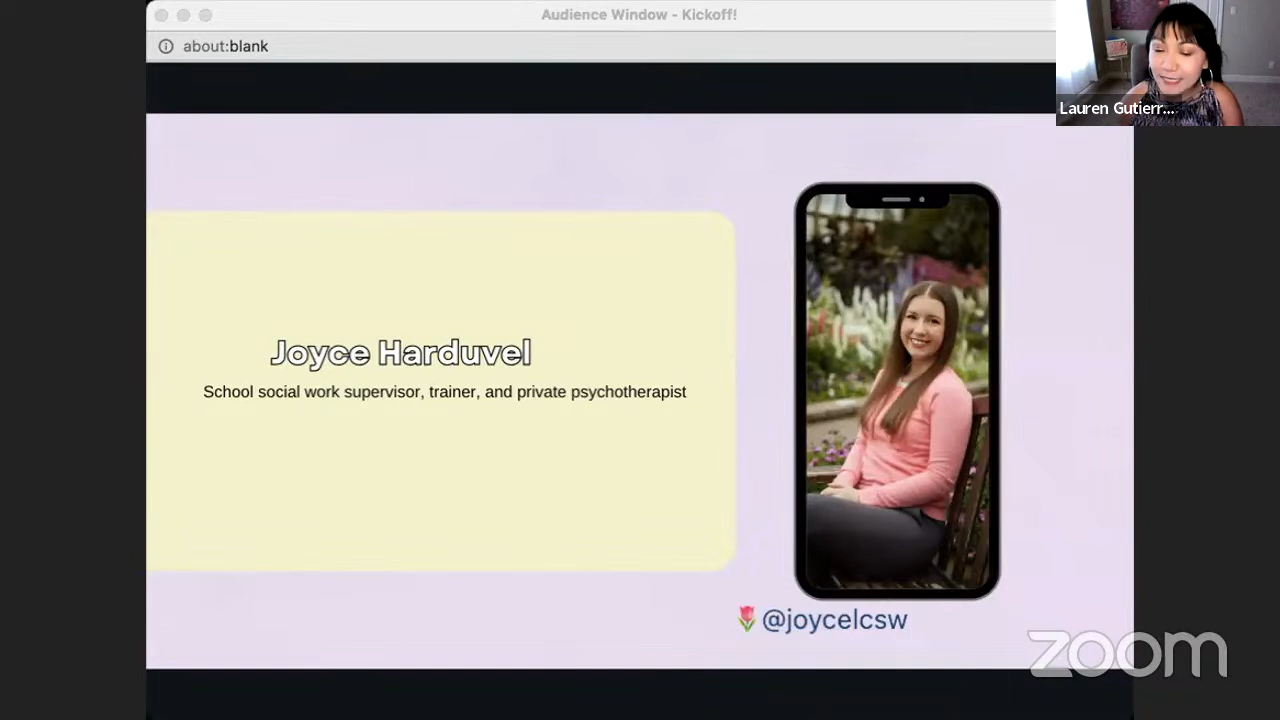 Audience Window - Kickoff!
about:blank
Lauren Gutierr...
Joyce Harduvel
School social work supervisor, trainer, and private psychotherapist
@joycelcsw
zoom